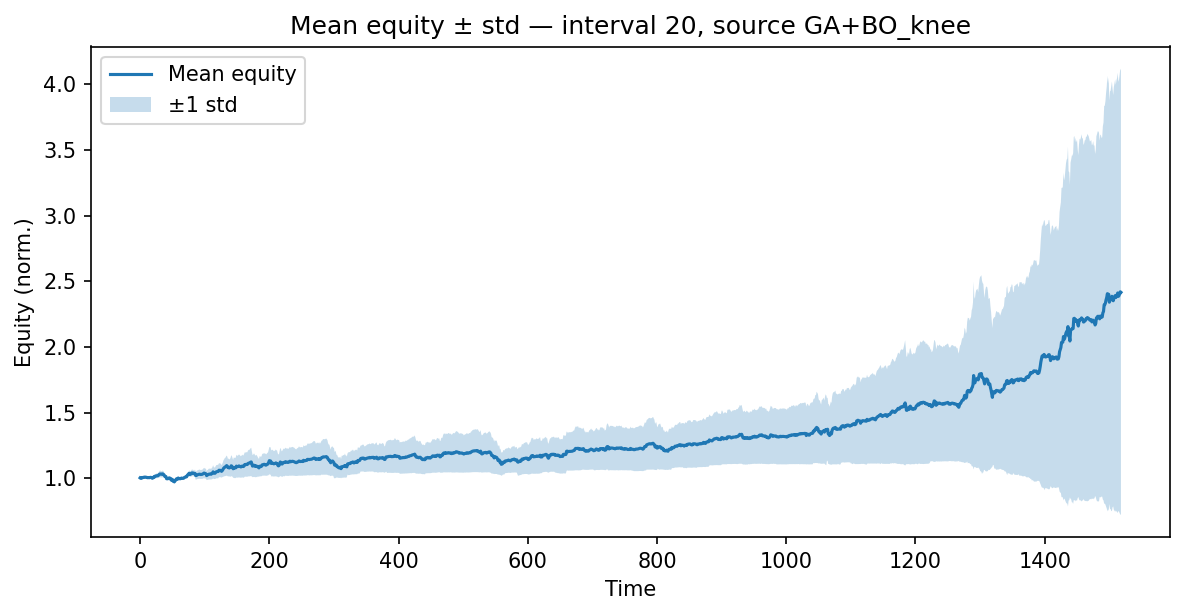 Mean equity ± std — interval 20, source GA+BO_knee
Mean equity
±1 std
4.0
3.5
3.0
2.5
2.0
1.5
1.0
Equity (norm.)
0 200 400 600 800 1000 1200 1400
Time